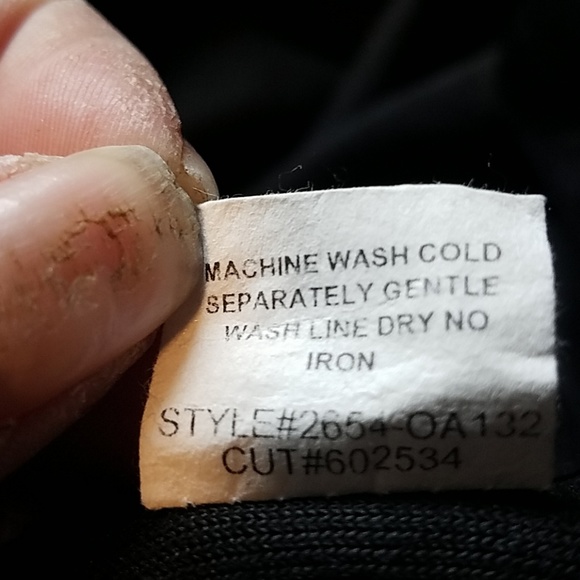 MACHINE WASH COLD
SEPARATELY GENTLE
WASH LINE DRY NO
IRON
STYLE#2654-OA132
CUT#602534